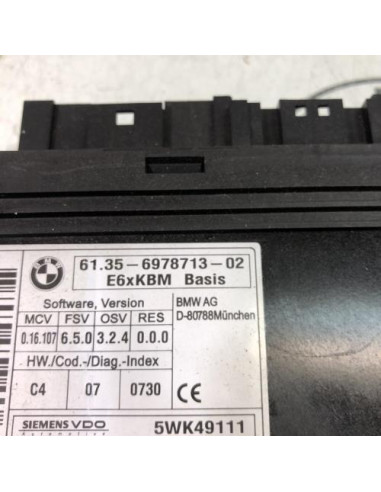 BMW
61.35-6978713-02
E6xKBM Basis
Software, Version
BMW AG
D-80788München
MCV FSV OSV RES
0.16.107 6.5.0 3.2.4 0.0.0
HW./Cod.-/Diag.-Index
C4 07 0730 CE
SIEMENS VDO
Automotive
5WK49111